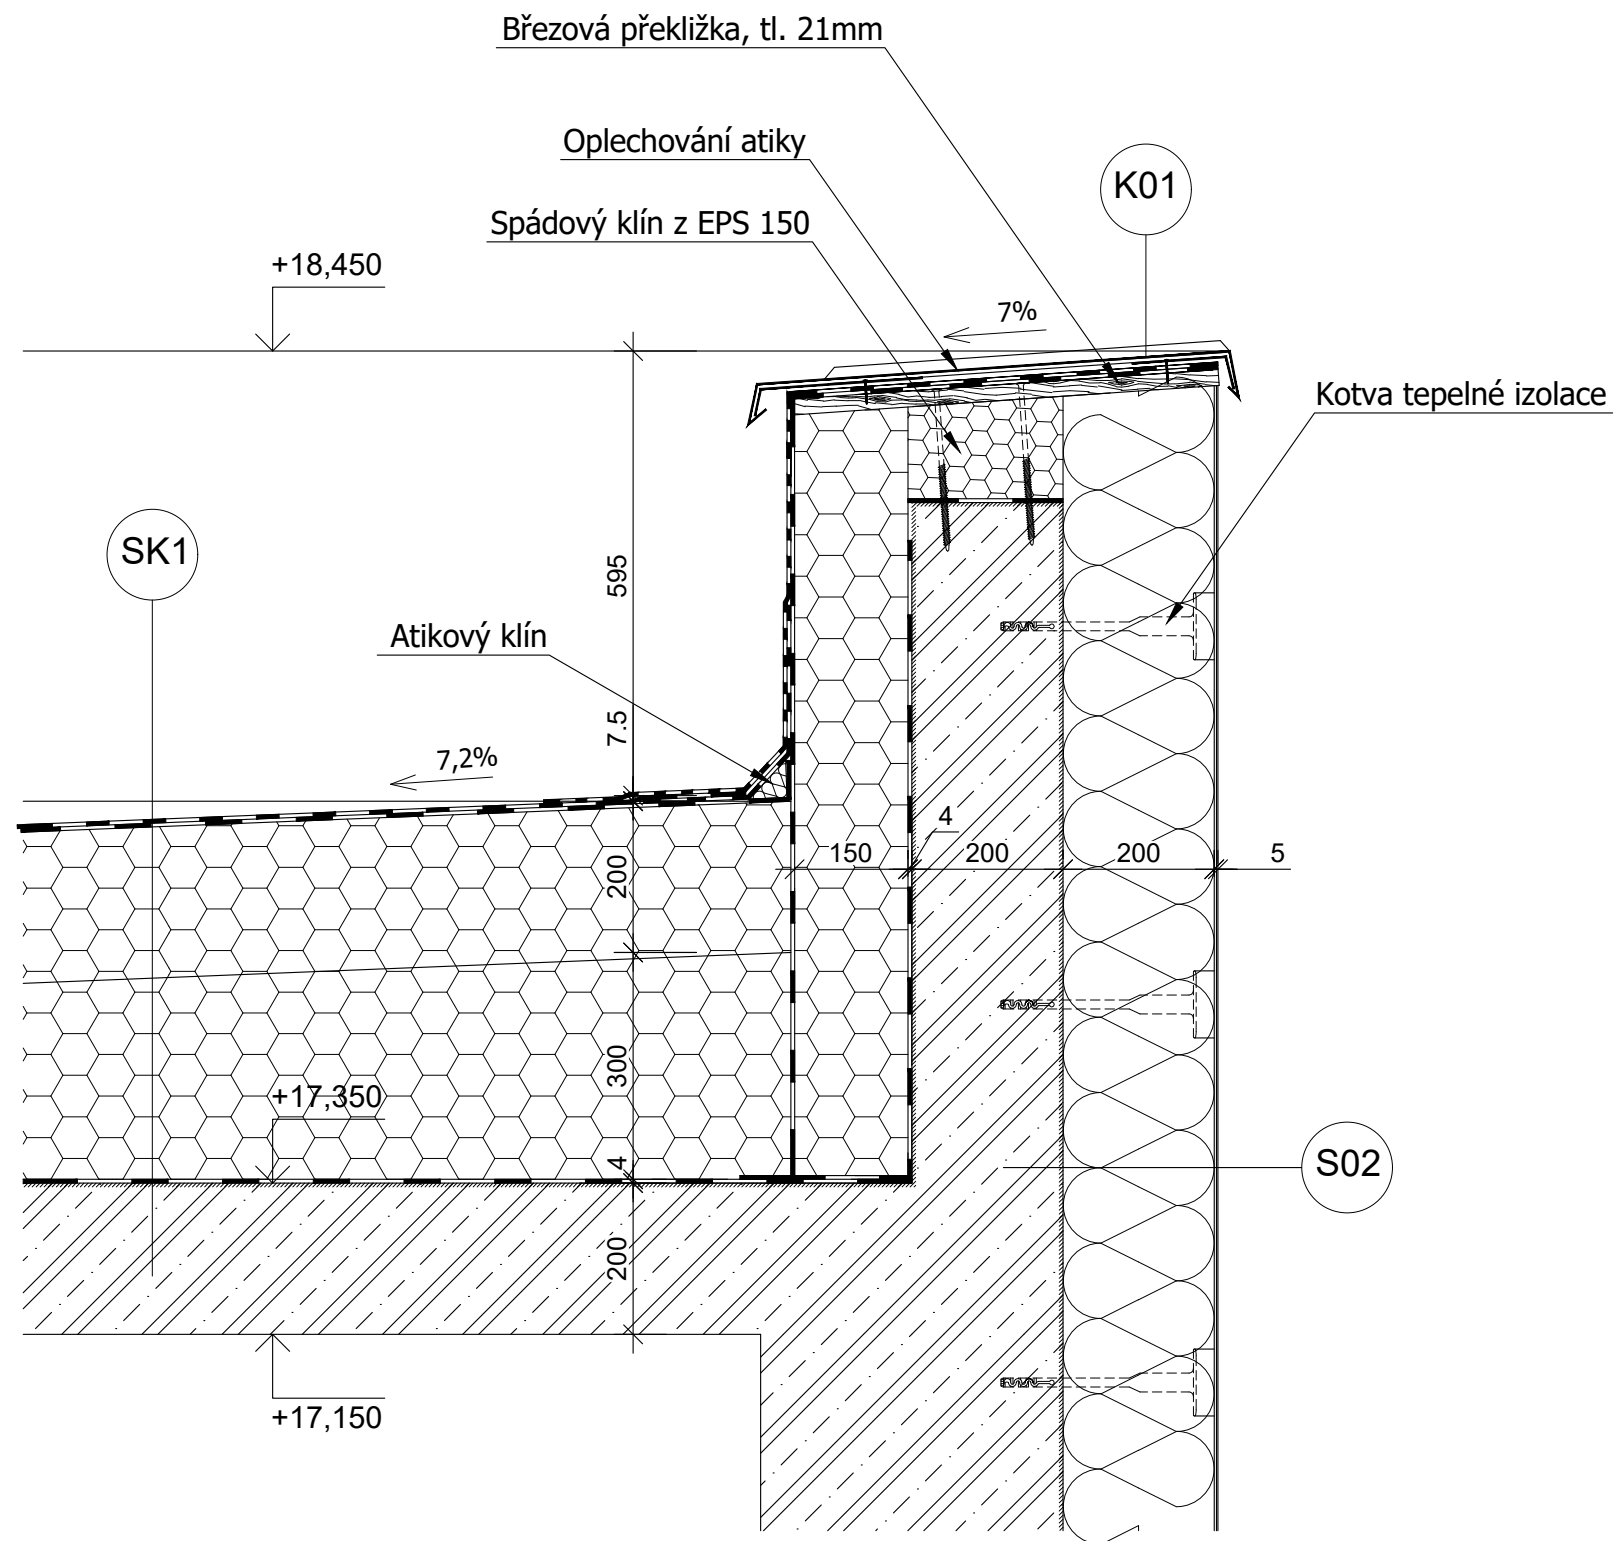 Březová překližka, tl. 21mm
Oplechování atiky
K01
Spádový klín z EPS 150
+18,450
7%
Kotva tepelné izolace
SK1
595
Atikový klín
7.5
7,2%
4
150
200
200
5
200
300
+17,350
4
S02
200
+17,150